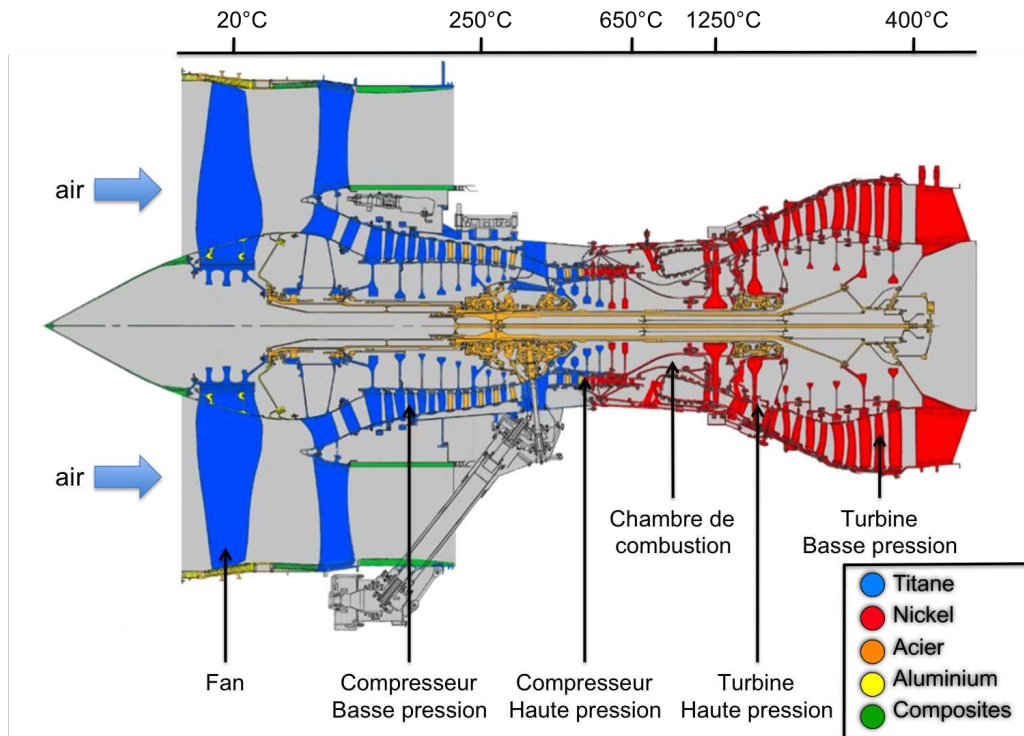 20°C 250°C 650°C 1250°C 400°C
air
air
Chambre de
combustion
Turbine
Basse pression
Fan
Compresseur
Basse pression
Compresseur
Haute pression
Turbine
Haute pression
Titane
Nickel
Acier
Aluminium
Composites